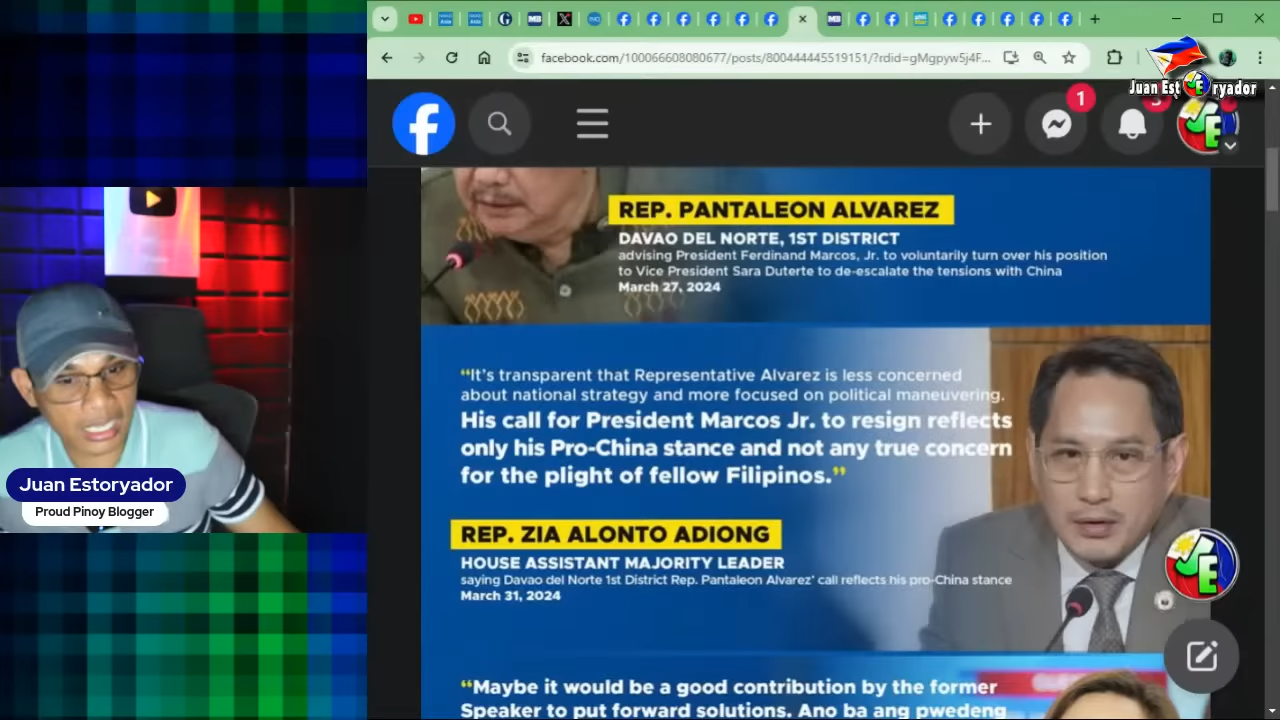 facebook.com/100066608080677/posts/800444445519151/?rdid=gMgpyw5j4F...
Juan Est ryador
1
REP. PANTALEON ALVAREZ
DAVAO DEL NORTE, 1ST DISTRICT
advising President Ferdinand Marcos, Jr. to voluntarily turn over his position
to Vice President Sara Duterte to de-escalate the tensions with China
March 27, 2024
“It’s transparent that Representative Alvarez is less concerned
about national strategy and more focused on political maneuvering.
His call for President Marcos Jr. to resign reflects
only his Pro-China stance and not any true concern
for the plight of fellow Filipinos.”
REP. ZIA ALONTO ADIONG
HOUSE ASSISTANT MAJORITY LEADER
saying Davao del Norte 1st District Rep. Pantaleon Alvarez’ call reflects his pro-China stance
March 31, 2024
“Maybe it would be a good contribution by the former
Speaker to put forward solutions. Ano ba ang pwedeng
Juan Estoryador
Proud Pinoy Blogger